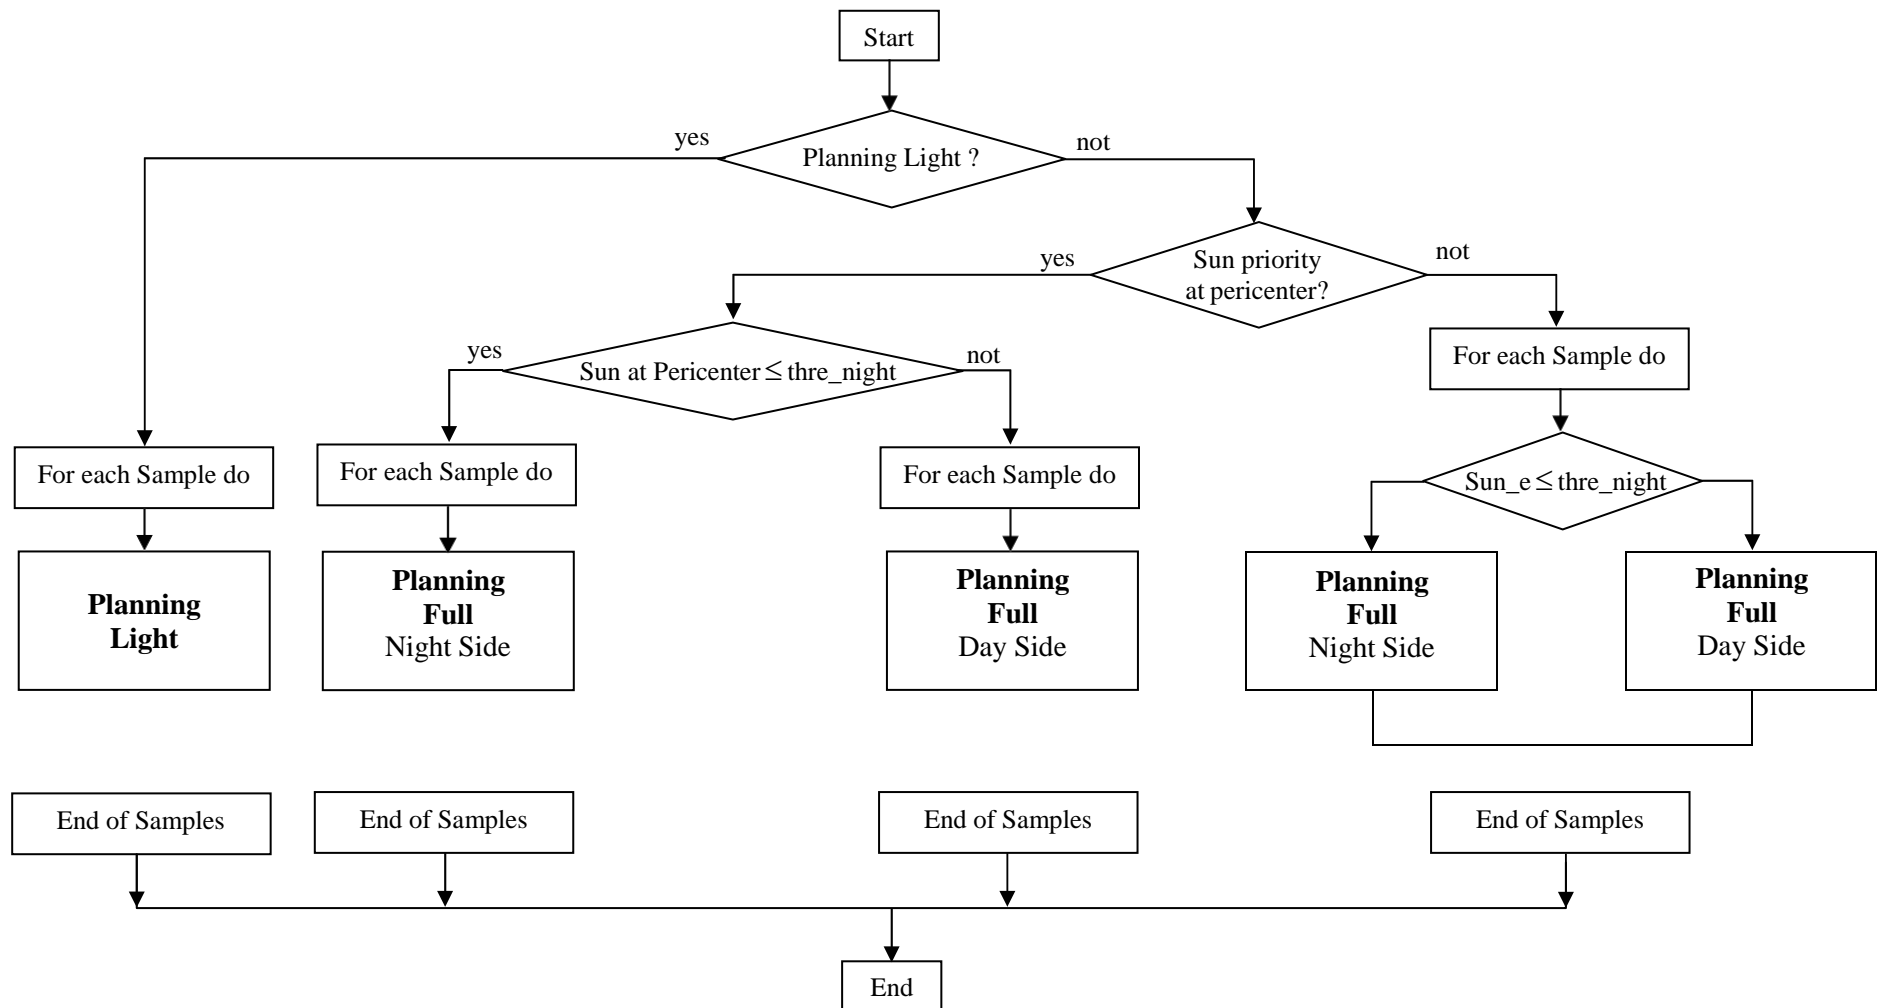 Start
yes
Planning Light ?
not
yes
Sun priority
at pericenter?
not
yes
Sun at Pericenter ≤ thre_night
not
For each Sample do
For each Sample do
For each Sample do
For each Sample do
Sun_e ≤ thre_night
Planning
Light
Planning
Full
Night Side
Planning
Full
Day Side
Planning
Full
Night Side
Planning
Full
Day Side
End of Samples
End of Samples
End of Samples
End of Samples
End